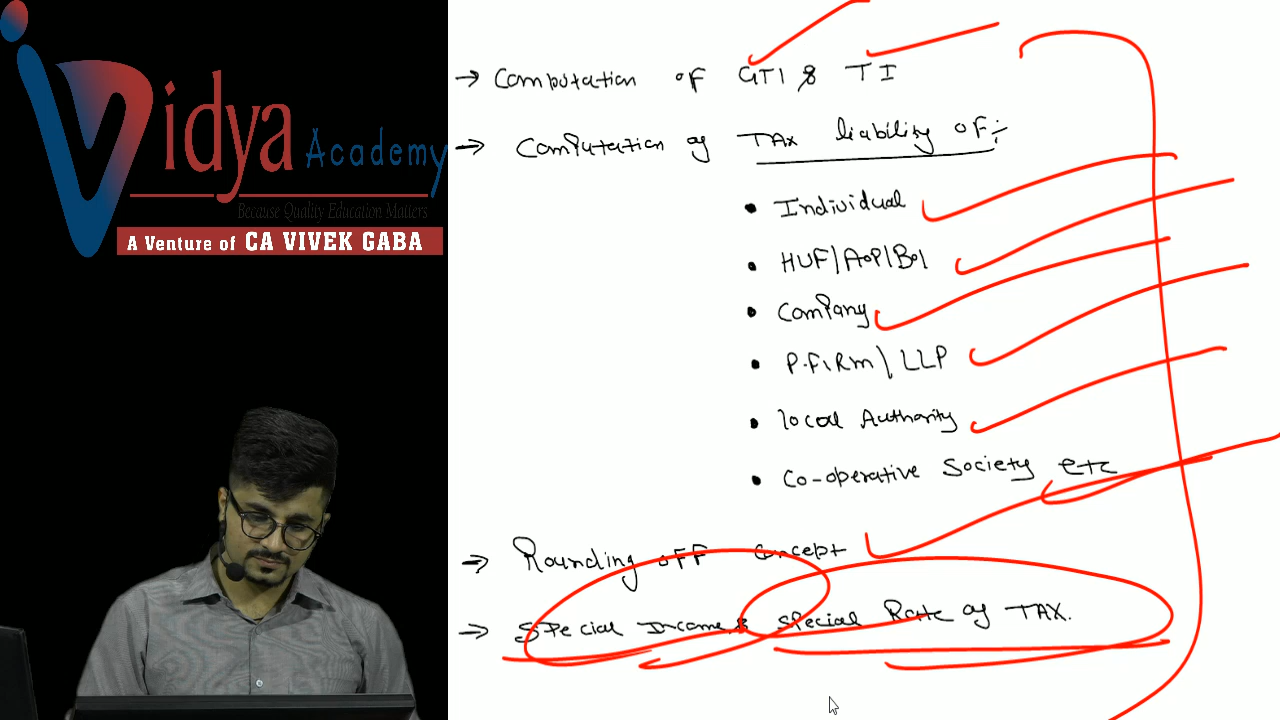 Vidya Academy
Because Quality Education Matters
A Venture of CA VIVEK GABA
→ Computation of GTI & TI
→ Computation of TAx liability of:-
• Individual
• HUF/AOP/BOI
• Company
• P.FIRm \ LLP
• local Authority
• Co-operative Society etc
→ Rounding off concept
→ Special Income & special Rate of TAX.